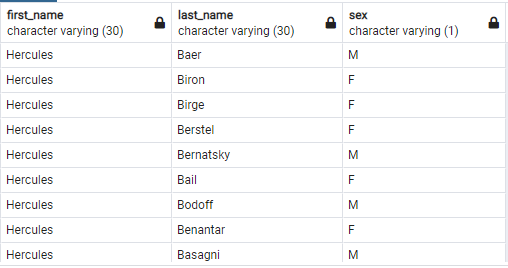 first_name last_name sex
character varying (30) character varying (30) character varying (1)
Hercules Baer M
Hercules Biron F
Hercules Birge F
Hercules Berstel F
Hercules Bernatsky M
Hercules Bail F
Hercules Bodoff M
Hercules Benantar F
Hercules Basagni M